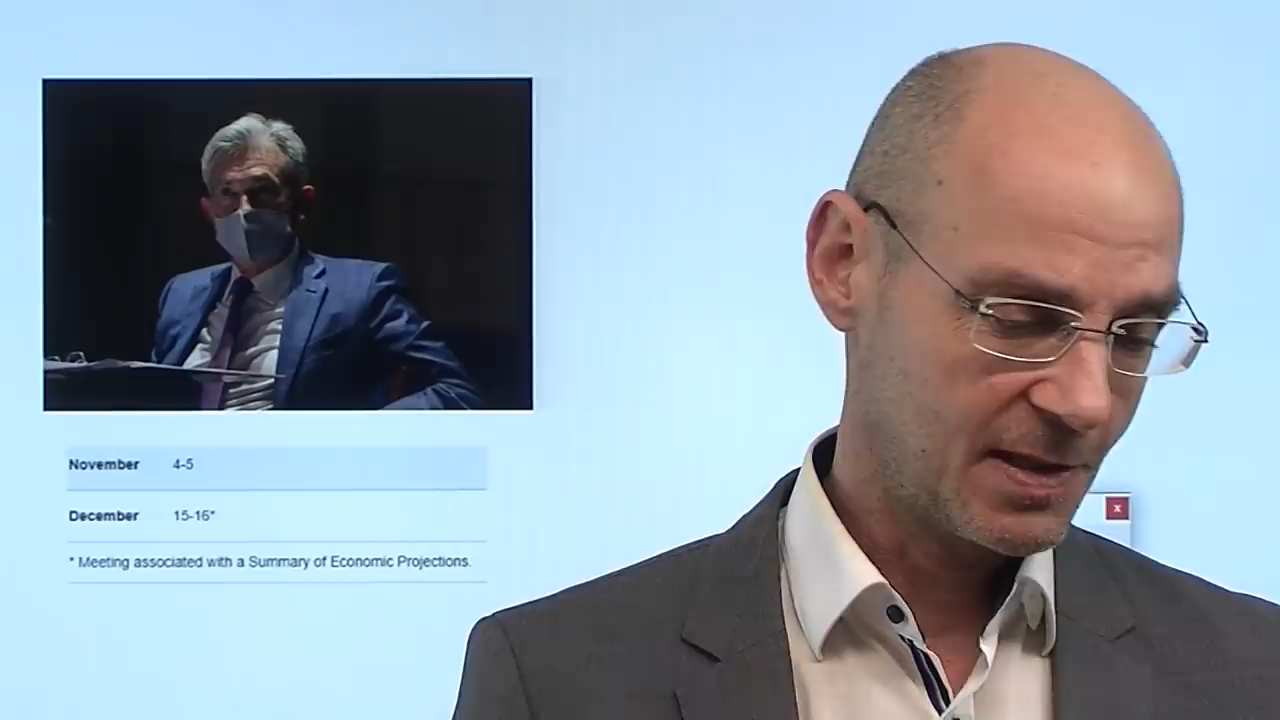 November 4-5
December 15-16*
* Meeting associated with a Summary of Economic Projections.
x